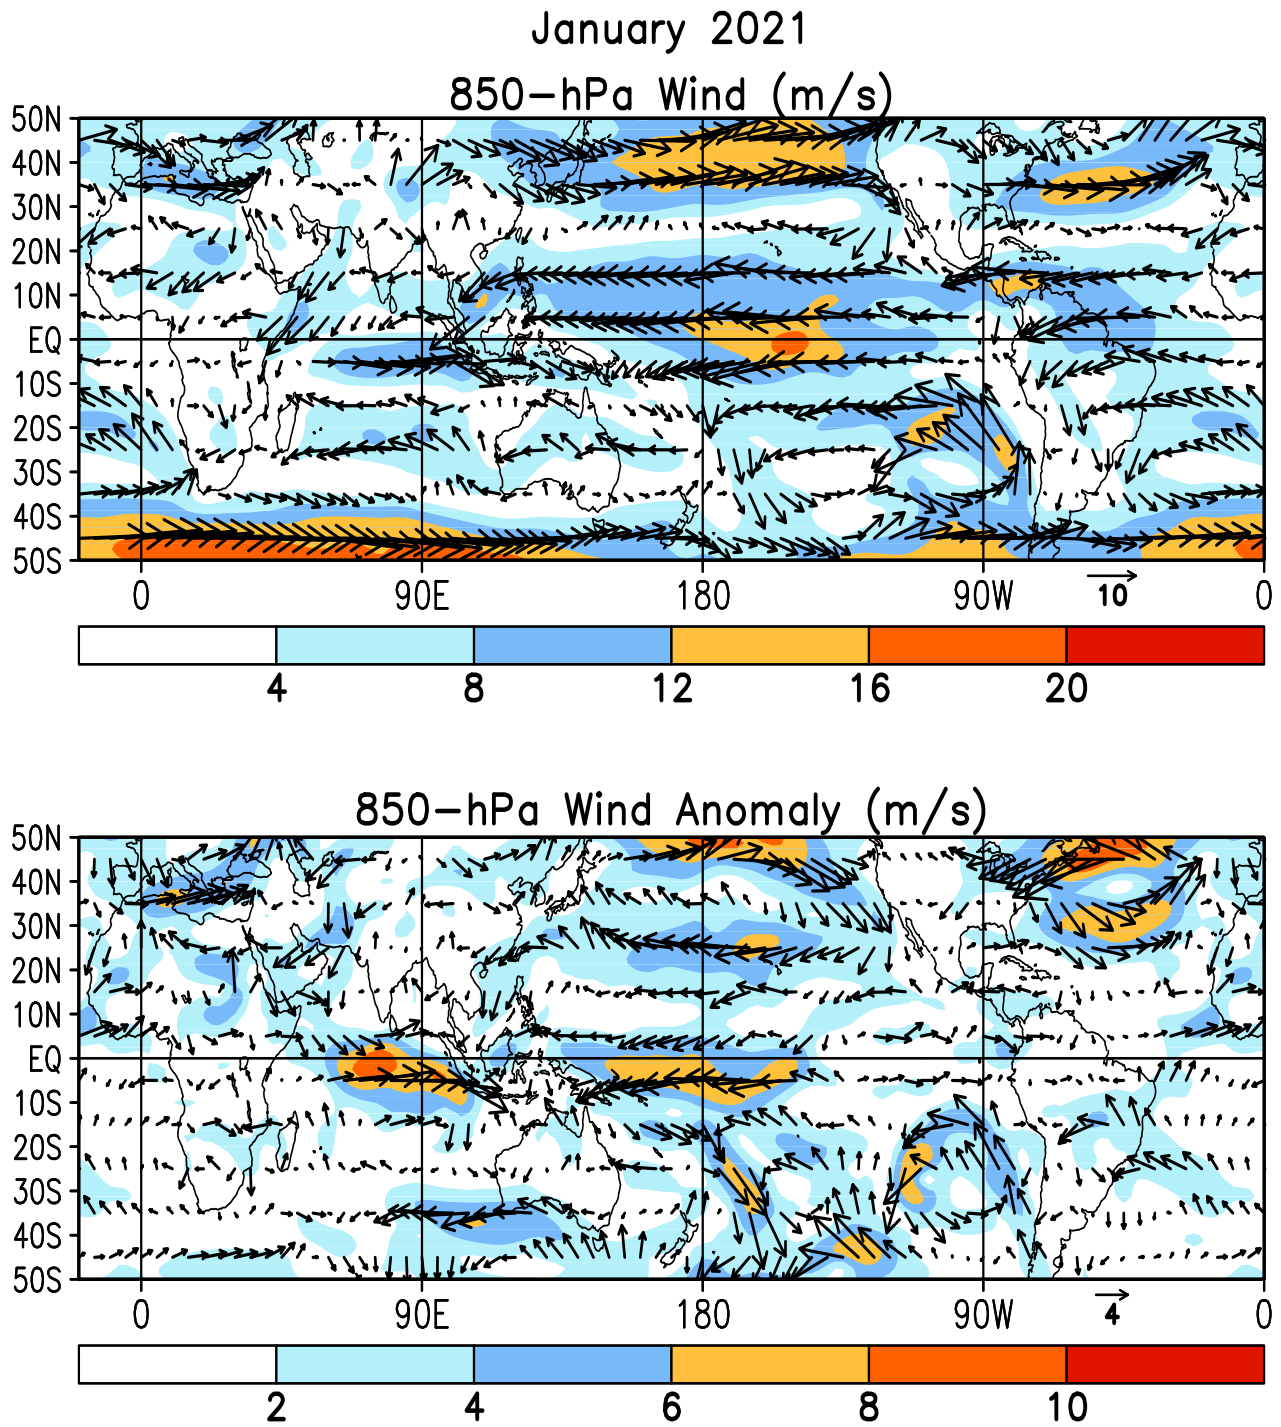 January 2021
850-hPa Wind (m/s)
50N
40N
30N
20N
10N
EQ
10S
20S
30S
40S
50S
0 90E 180 90W 0
10
4 8 12 16 20
850-hPa Wind Anomaly (m/s)
50N
40N
30N
20N
10N
EQ
10S
20S
30S
40S
50S
0 90E 180 90W 0
4
2 4 6 8 10